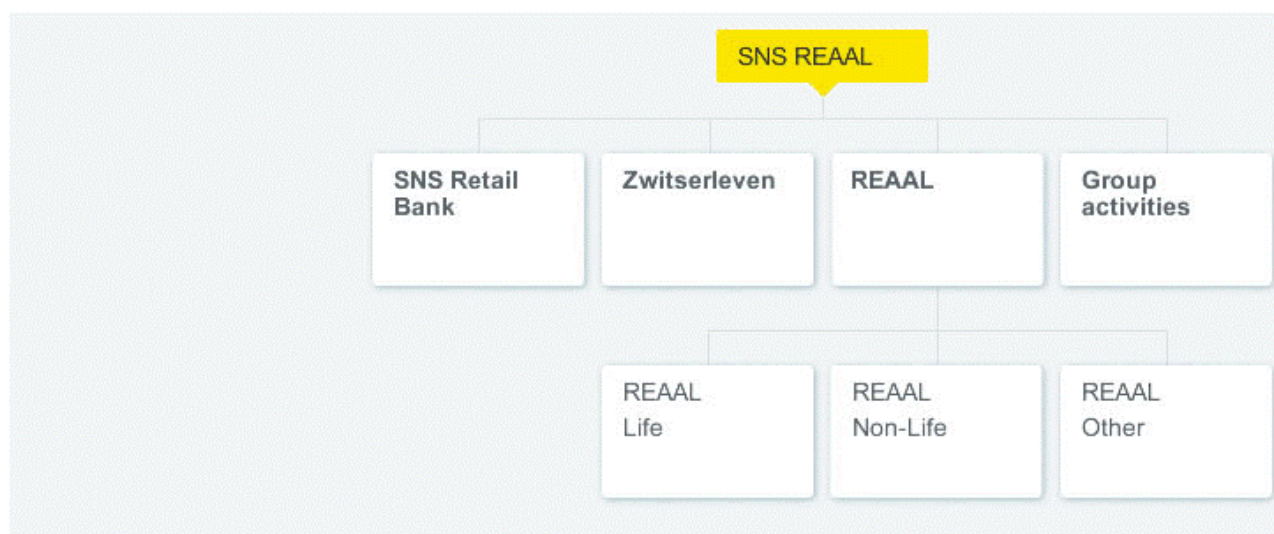 SNS REAAL
SNS Retail
Bank
Zwitserleven
REAAL
Group
activities
REAAL
Life
REAAL
Non-Life
REAAL
Other